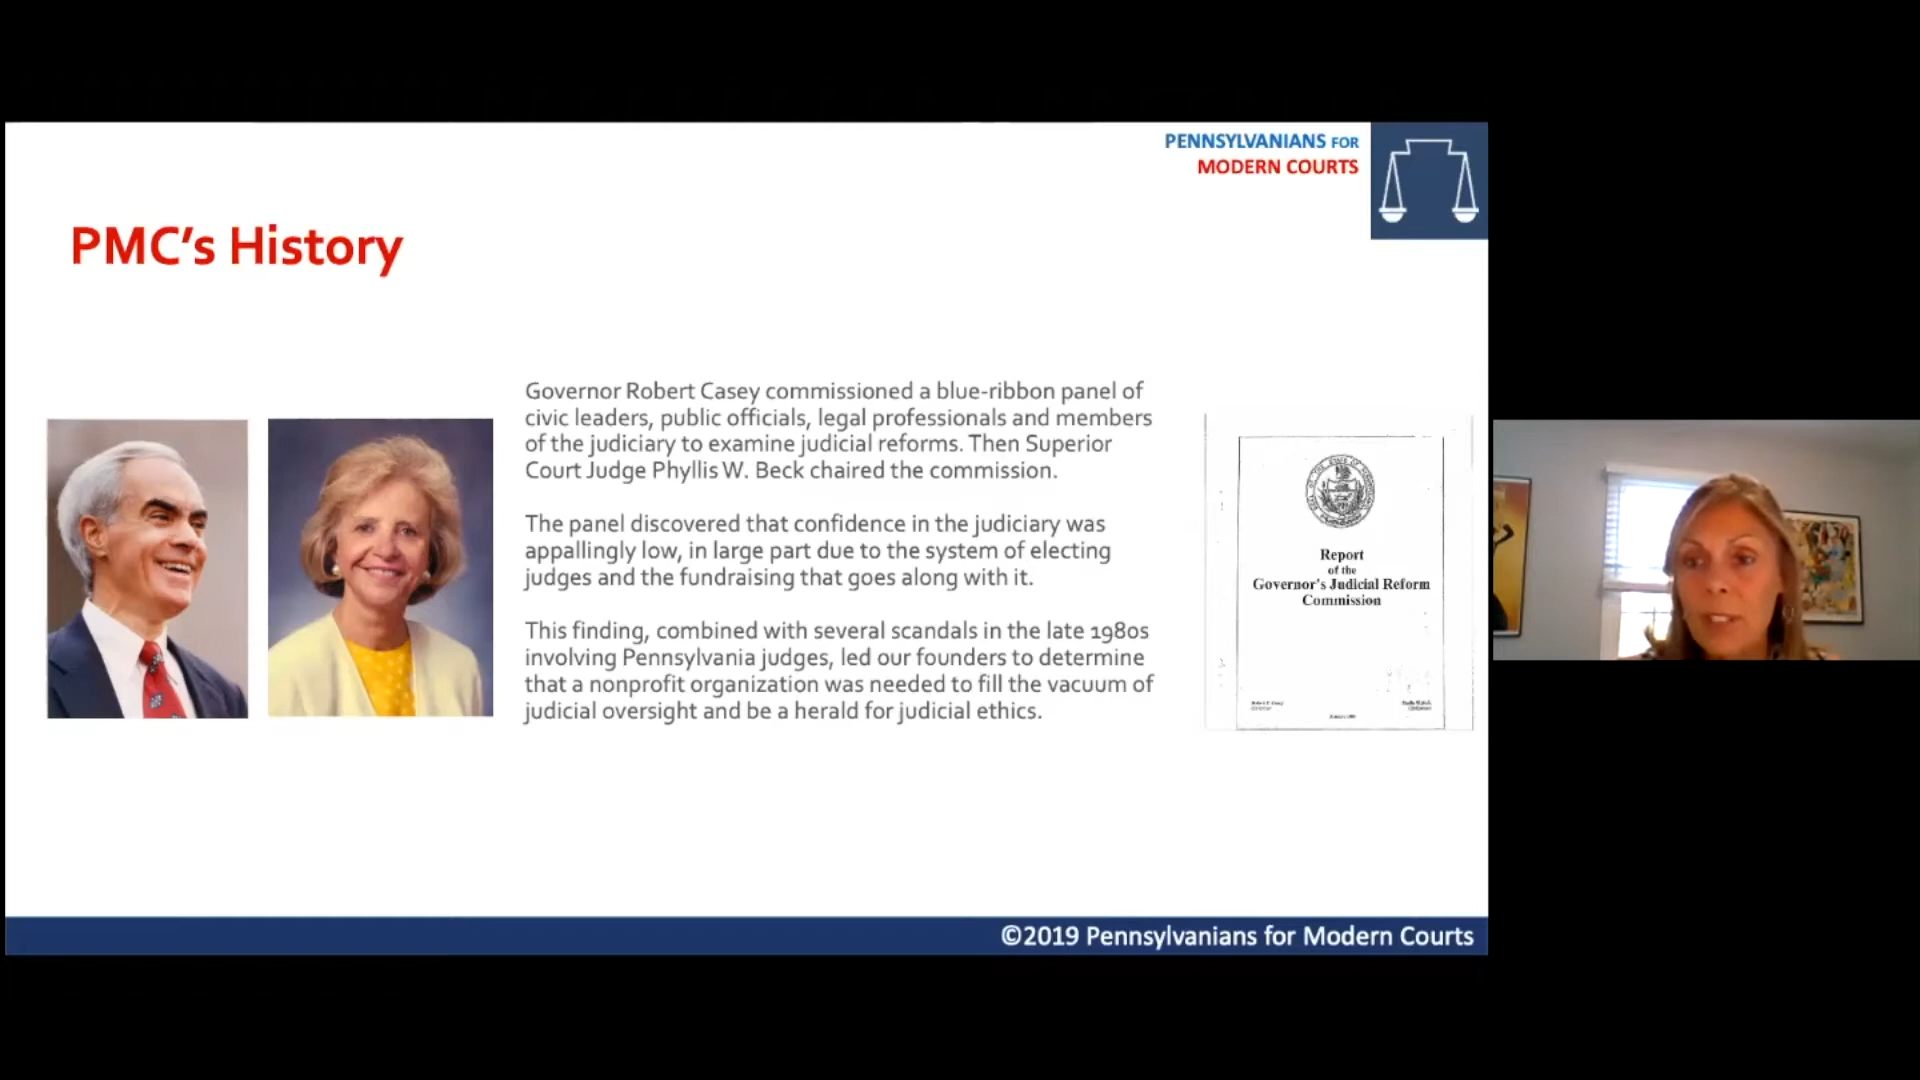 PENNSYLVANIANS FOR
MODERN COURTS
PMC's History
Governor Robert Casey commissioned a blue-ribbon panel of
civic leaders, public officials, legal professionals and members
of the judiciary to examine judicial reforms. Then Superior
Court Judge Phyllis W. Beck chaired the commission.
The panel discovered that confidence in the judiciary was
appallingly low, in large part due to the system of electing
judges and the fundraising that goes along with it.
This finding, combined with several scandals in the late 1980s
involving Pennsylvania judges, led our founders to determine
that a nonprofit organization was needed to fill the vacuum of
judicial oversight and be a herald for judicial ethics.
Report
of the
Governor's Judicial Reform
Commission
©2019 Pennsylvanians for Modern Courts